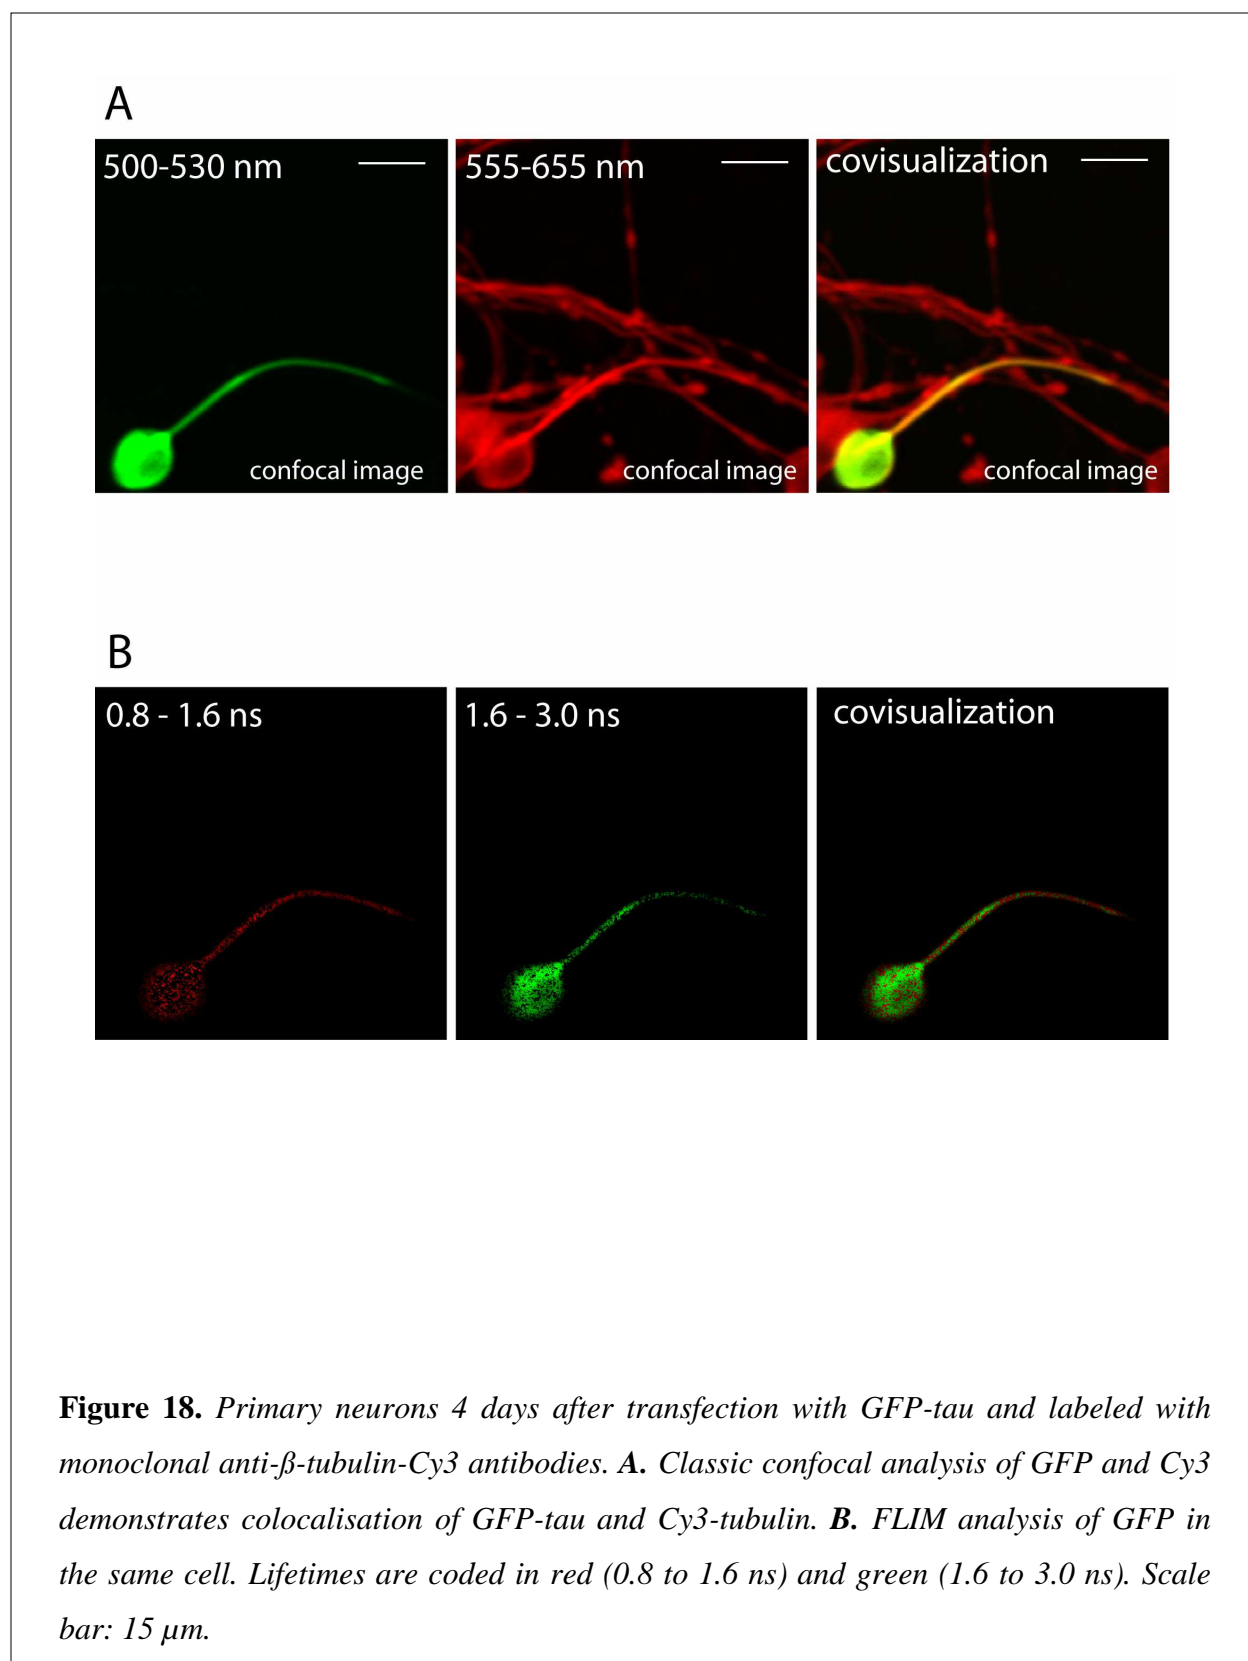 A
500-530 nm
555-655 nm
covisualization
confocal image
confocal image
confocal image
B
0.8 - 1.6 ns
1.6 - 3.0 ns
covisualization
Figure 18. Primary neurons 4 days after transfection with GFP-tau and labeled with
monoclonal anti-ß-tubulin-Cy3 antibodies. A. Classic confocal analysis of GFP and Cy3
demonstrates colocalisation of GFP-tau and Cy3-tubulin. B. FLIM analysis of GFP in
the same cell. Lifetimes are coded in red (0.8 to 1.6 ns) and green (1.6 to 3.0 ns). Scale
bar: 15 µm.